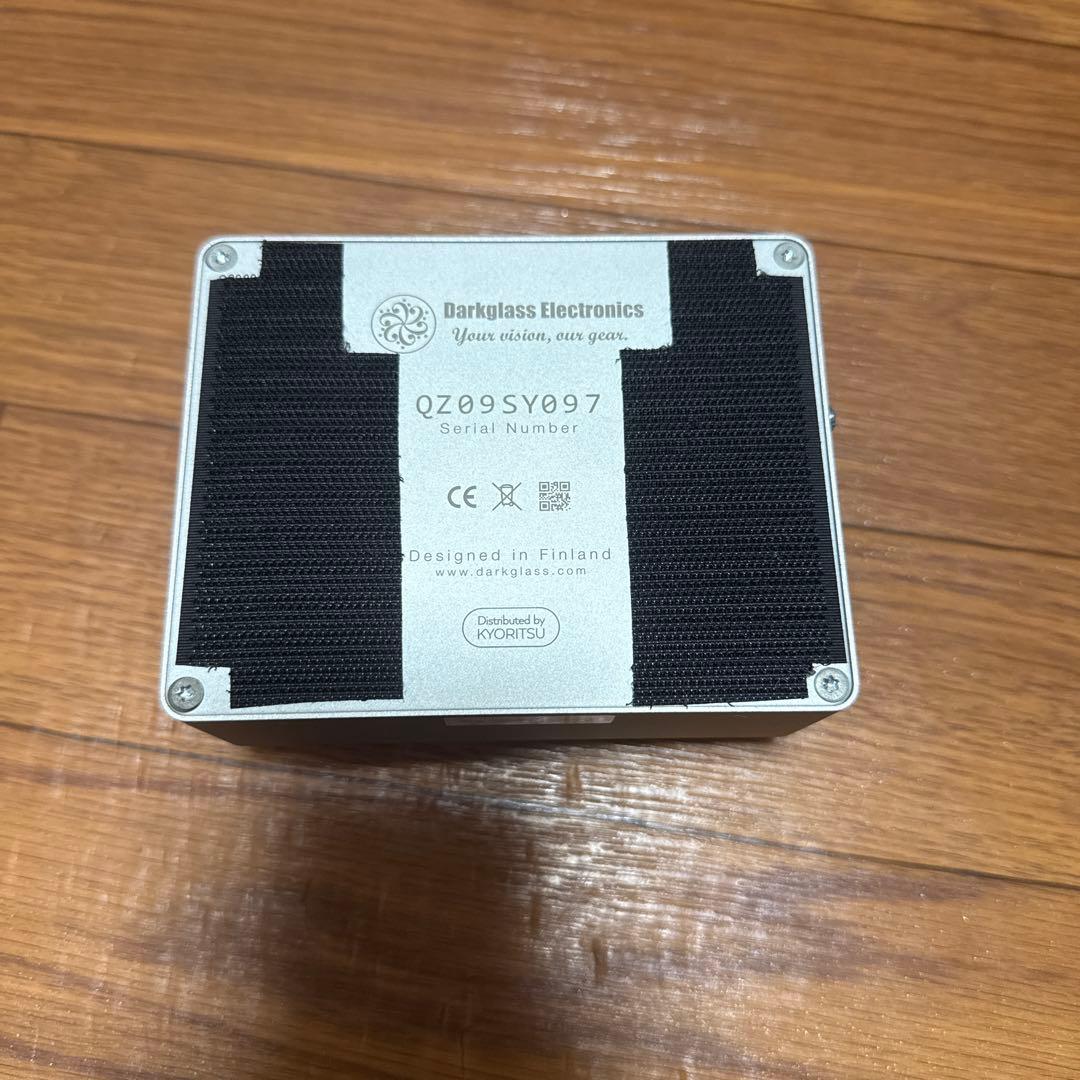 Darkglass Electronics
Your vision, our gear.
QZ09SY097
Serial Number
CE
Designed in Finland
www.darkglass.com
Distributed by
KYORITSU